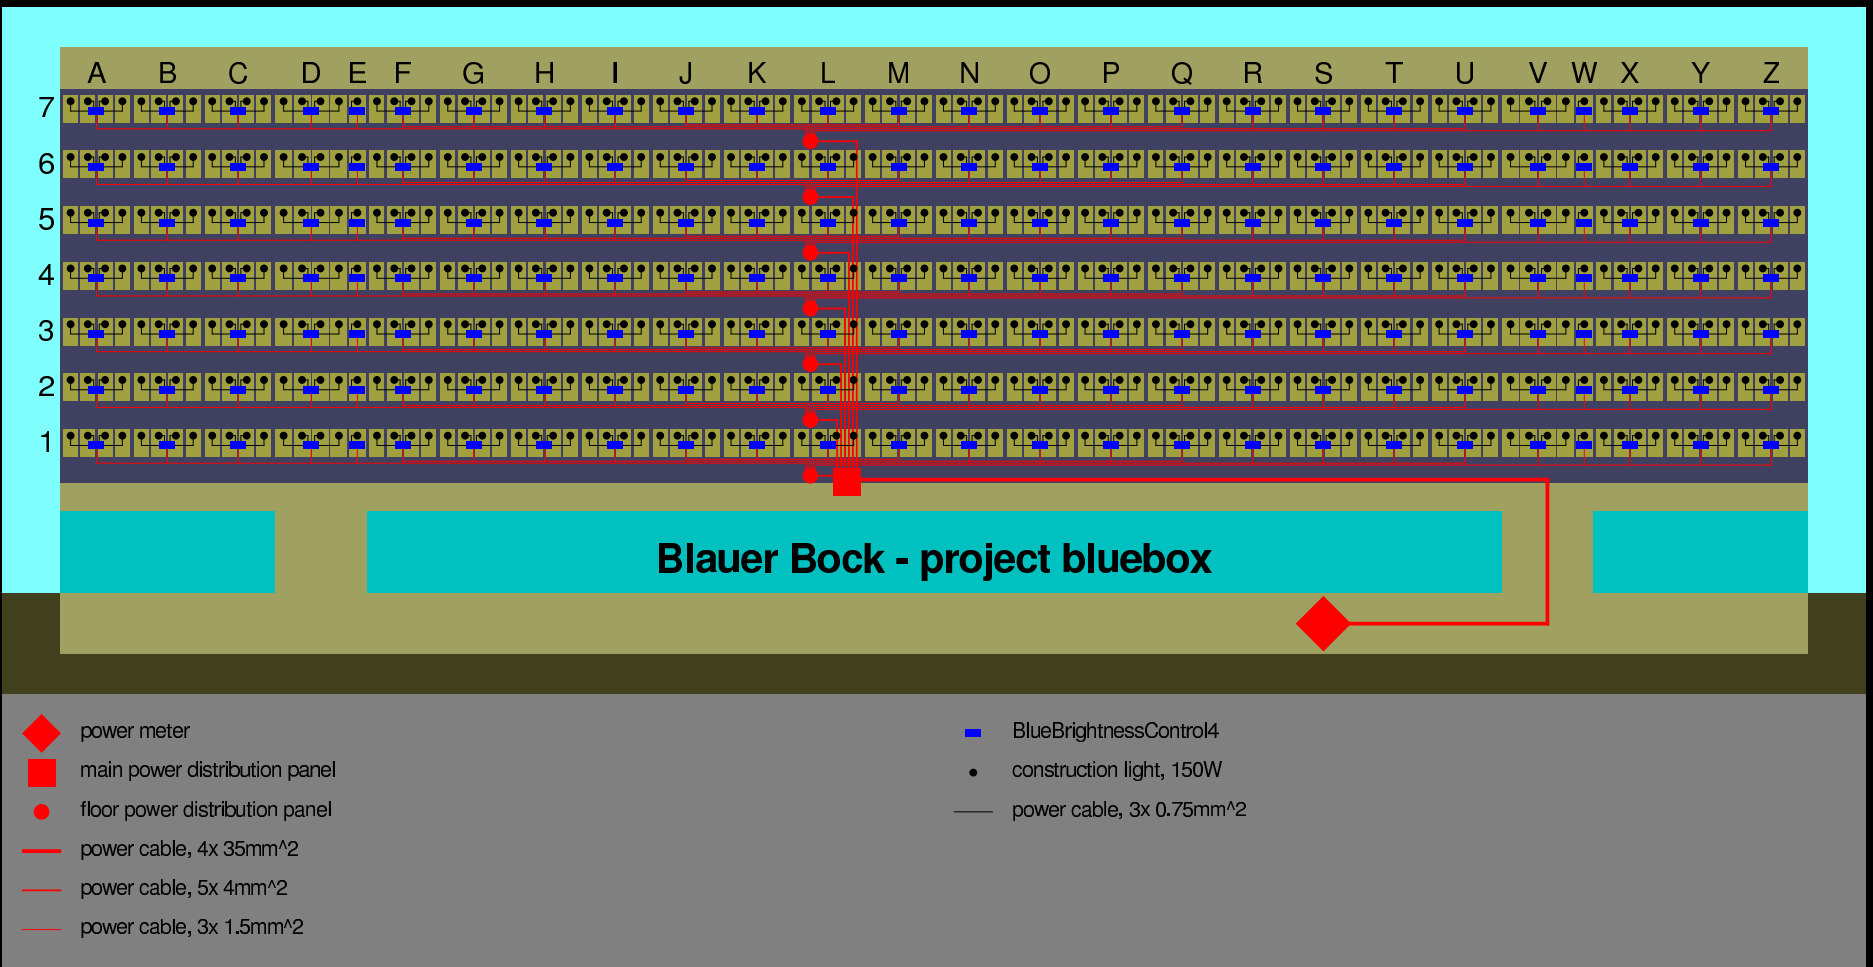 A B C D E F G H I J K L M N O P Q R S T U V W X Y Z
7
6
5
4
3
2
1
Blauer Bock - project bluebox
power meter
main power distribution panel
floor power distribution panel
power cable, 4x 35mm^2
power cable, 5x 4mm^2
power cable, 3x 1.5mm^2
BlueBrightnessControl4
construction light, 150W
power cable, 3x 0.75mm^2